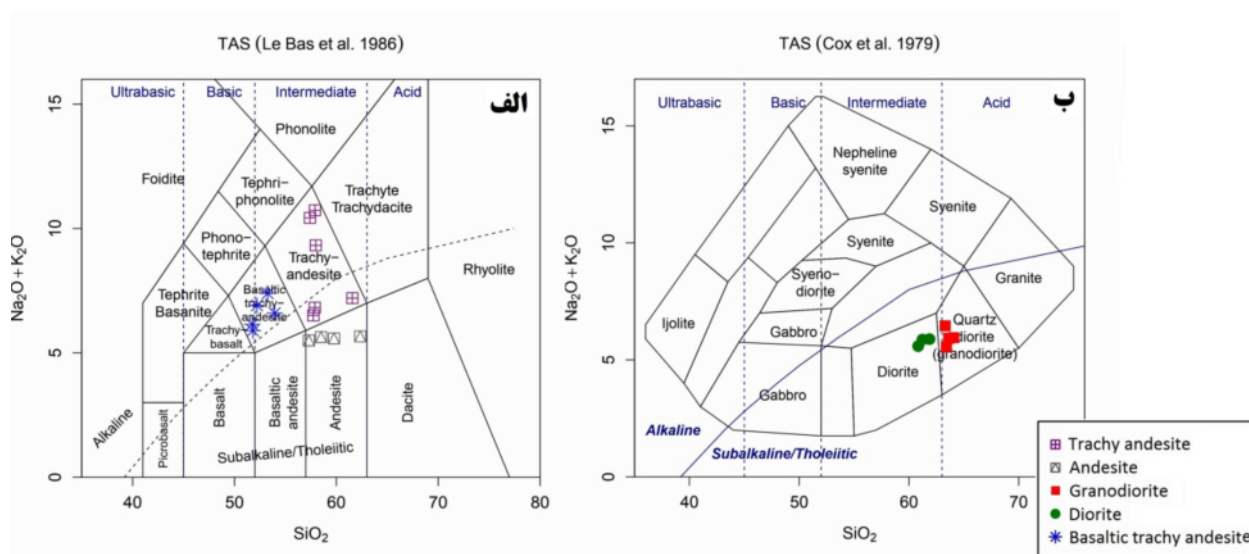 TAS (Le Bas et al. 1986)
الف
Ultrabasic
Basic
Intermediate
Acid
Phonolite
Foidite
Tephri−
phonolite
Trachyte
Trachydacite
Phono−
tephrite
Trachy−
andesite
Rhyolite
Tephrite
Basanite
Basaltic
trachy−
andesite
Trachy−
basalt
Alkaline
Picrobasalt
Basalt
Basaltic
andesite
Andesite
Dacite
Subalkaline/Tholeiitic
Na2O + K2O
0
5
10
15
40
50
60
70
80
SiO2
TAS (Cox et al. 1979)
ب
Ultrabasic
Basic
Intermediate
Acid
Nepheline
syenite
Syenite
Syenite
Syeno−
diorite
Granite
Ijolite
Gabbro
Quartz
diorite
(granodiorite)
Diorite
Gabbro
Alkaline
Subalkaline/Tholeiitic
Na2O + K2O
0
5
10
15
40
50
60
70
SiO2
Trachy andesite
Andesite
Granodiorite
Diorite
Basaltic trachy andesite